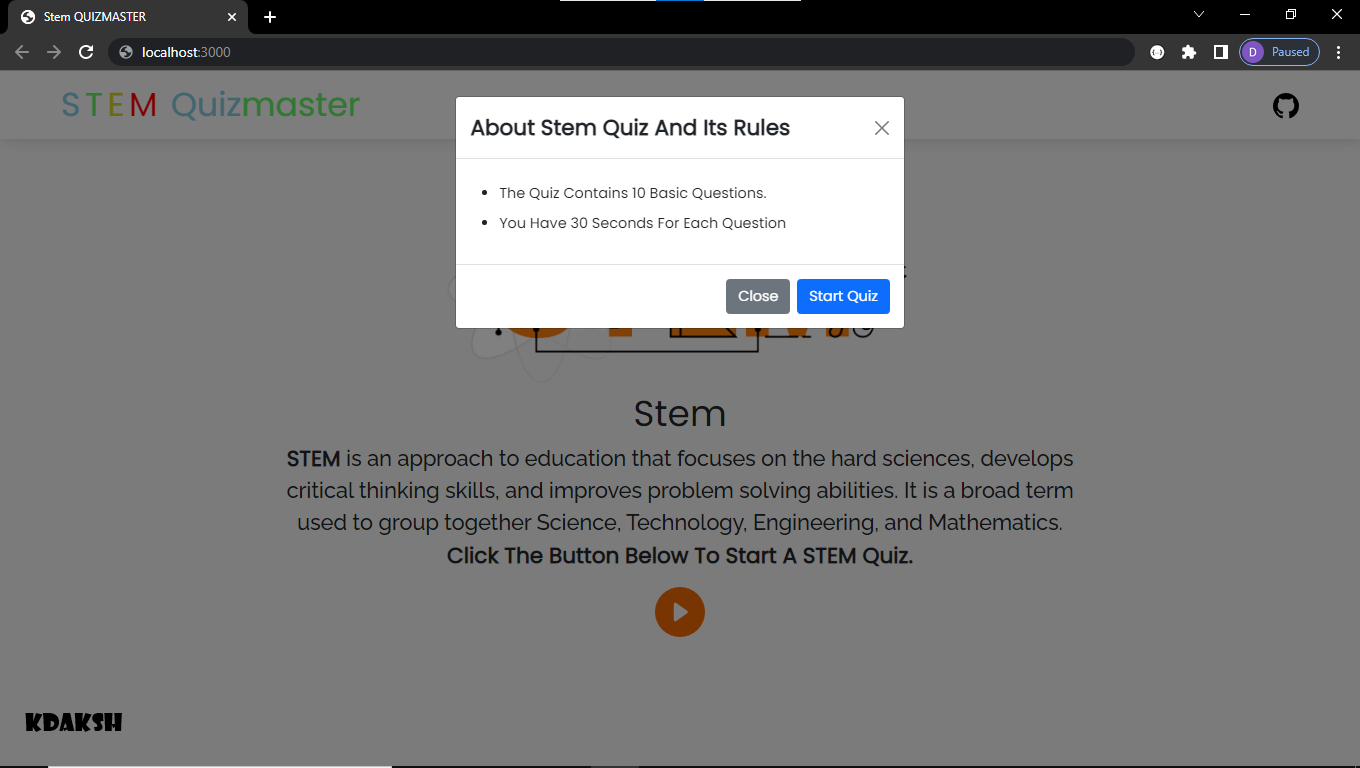 Stem QUIZMASTER
localhost:3000
D Paused
STEM Quizmaster
About Stem Quiz And Its Rules
The Quiz Contains 10 Basic Questions.
You Have 30 Seconds For Each Question
Close Start Quiz
Stem
STEM is an approach to education that focuses on the hard sciences, develops
critical thinking skills, and improves problem solving abilities. It is a broad term
used to group together Science, Technology, Engineering, and Mathematics.
Click The Button Below To Start A STEM Quiz.
KDAKSH